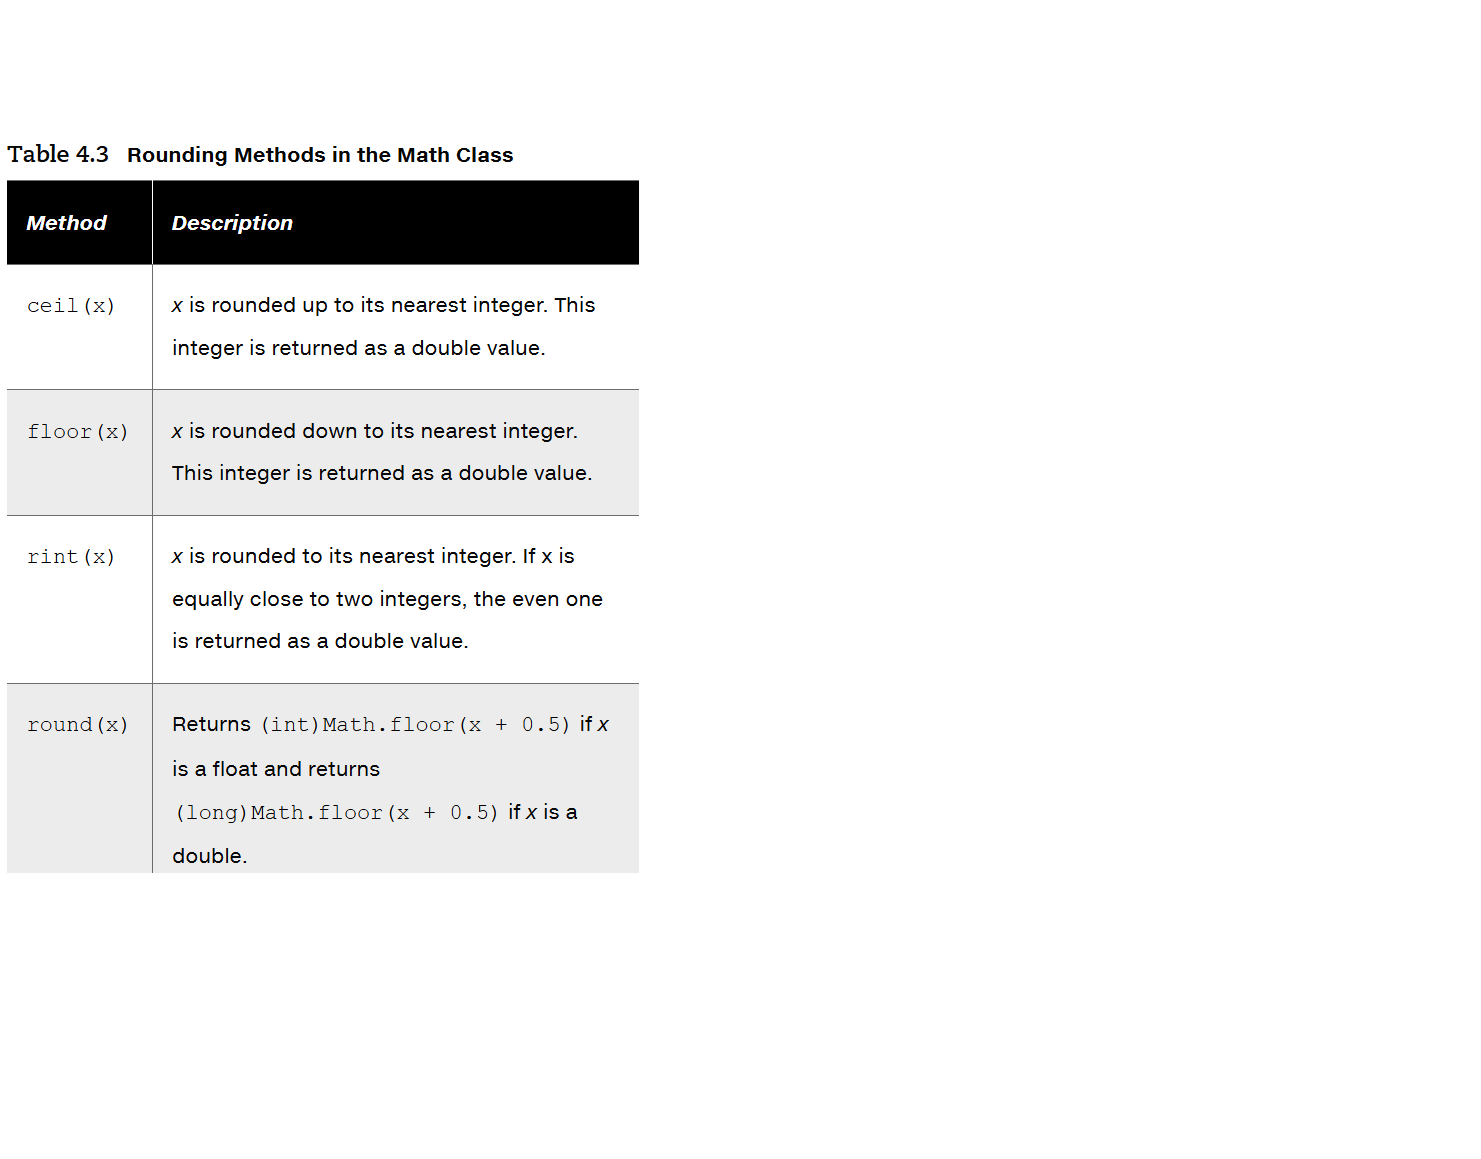 Table 4.3 Rounding Methods in the Math Class
Method Description
ceil(x) x is rounded up to its nearest integer. This
integer is returned as a double value.
floor(x) x is rounded down to its nearest integer.
This integer is returned as a double value.
rint(x) x is rounded to its nearest integer. If x is
equally close to two integers, the even one
is returned as a double value.
round(x) Returns (int)Math.floor(x + 0.5) if x
is a float and returns
(long)Math.floor(x + 0.5) if x is a
double.